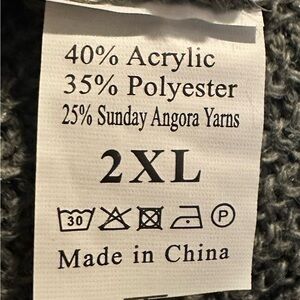 40% Acrylic
35% Polyester
25% Sunday Angora Yarns
2XL
30 P
Made in China